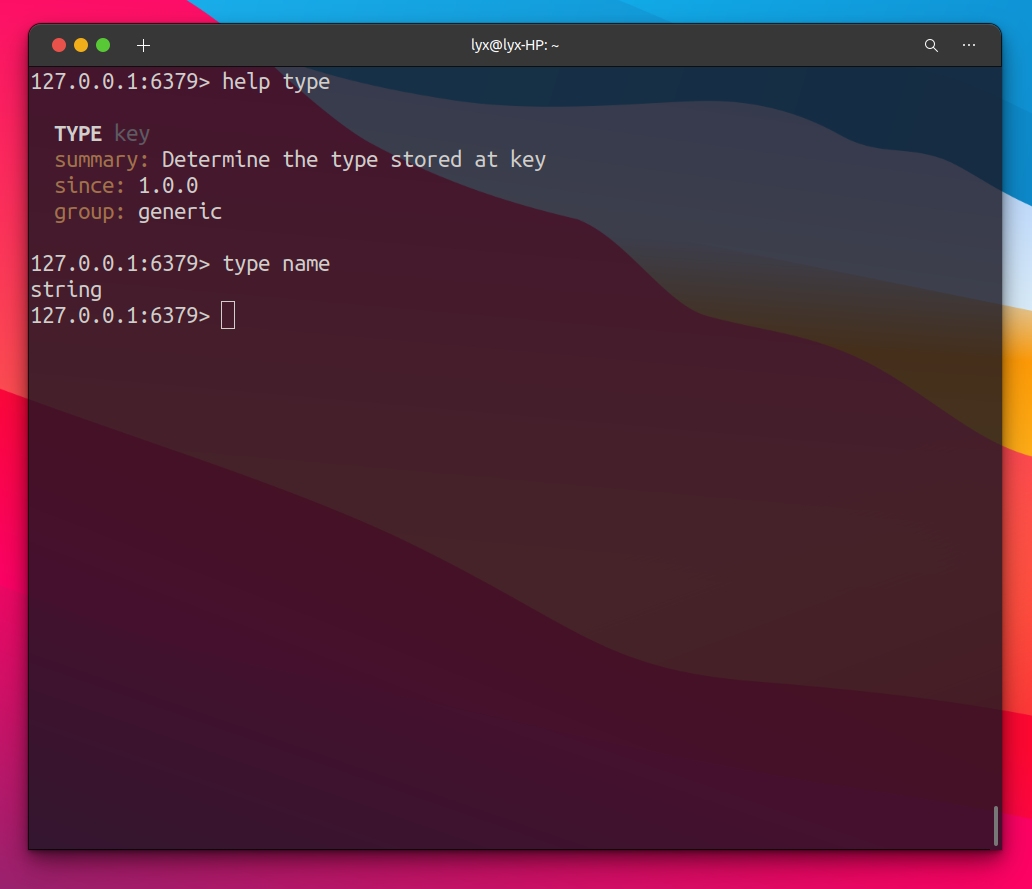 lyx@lyx-HP: ~
127.0.0.1:6379> help type
TYPE key
summary: Determine the type stored at key
since: 1.0.0
group: generic
127.0.0.1:6379> type name
string
127.0.0.1:6379>